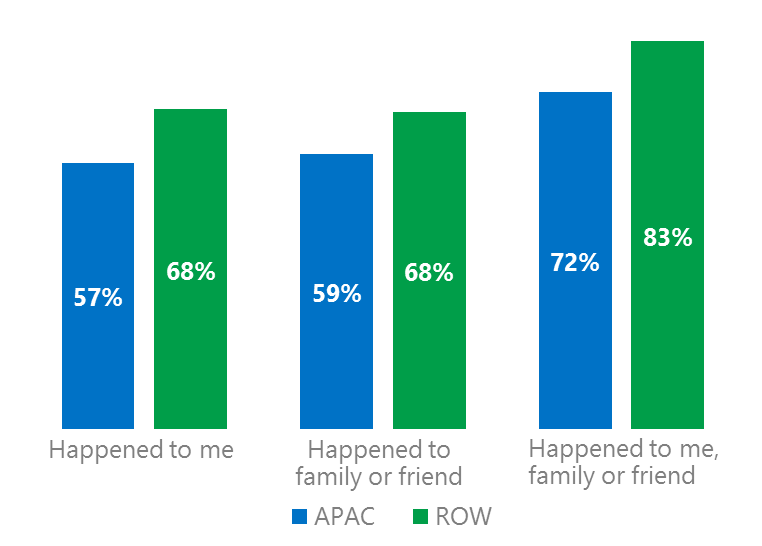 57%
68%
59%
68%
72%
83%
Happened to me
Happened to
family or friend
Happened to me,
family or friend
APAC
ROW